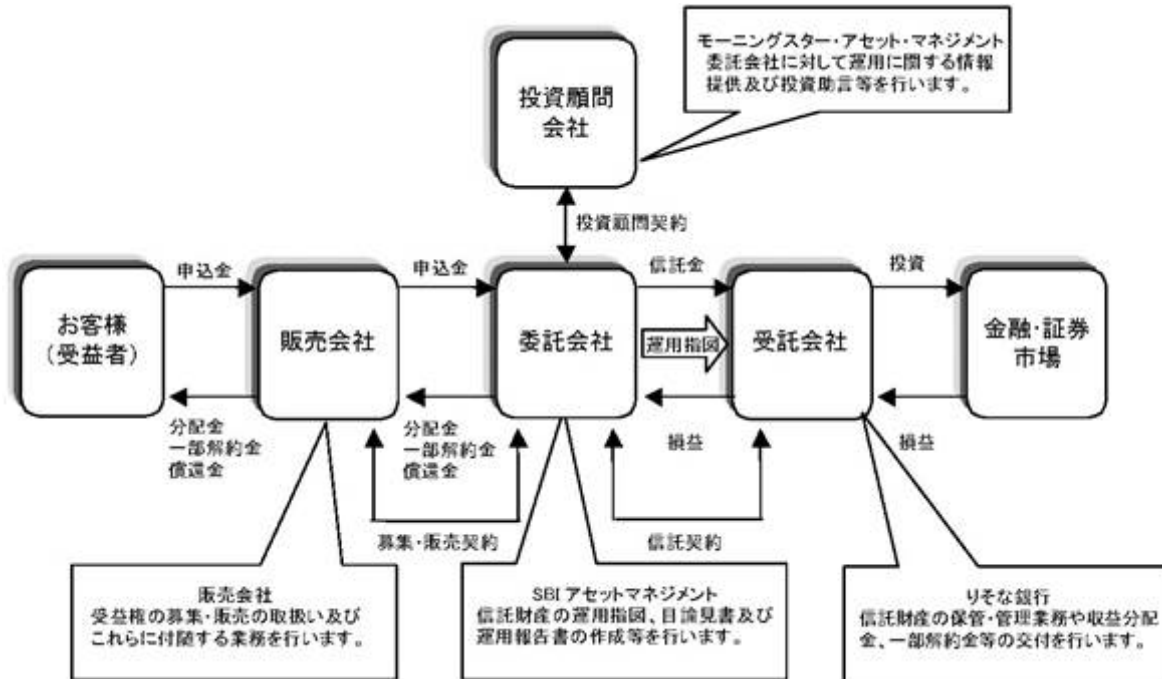 モーニングスター・アセット・マネジメント
委託会社に対して運用に関する情報
提供及び投資助言等を行います。
投資顧問
会社
投資顧問契約
申込金
申込金
信託金
投資
お客様
（受益者）
販売会社
委託会社
運用指図
受託会社
金融・証券
市場
分配金
一部解約金
償還金
分配金
一部解約金
償還金
損益
損益
募集・販売契約
信託契約
販売会社
受益権の募集・販売の取扱い及び
これらに付随する業務を行います。
SBIアセットマネジメント
信託財産の運用指図、目論見書及び
運用報告書の作成等を行います。
りそな銀行
信託財産の保管・管理業務や収益分配
金、一部解約金等の交付を行います。